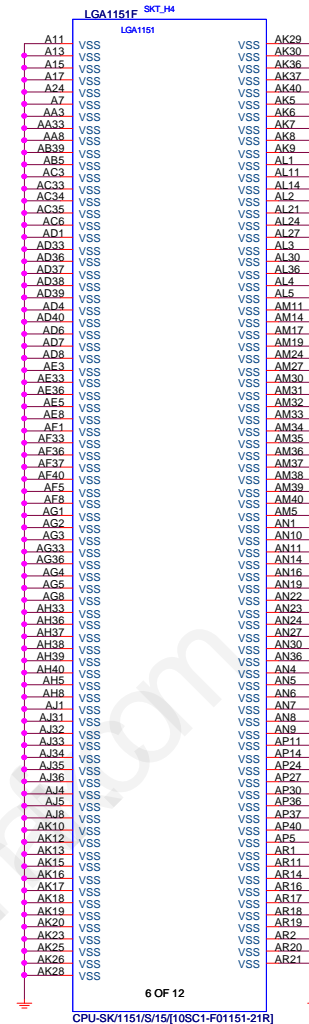 LGA1151F SKT_H4
LGA1151
A11 VSS VSS AK29
A13 VSS VSS AK30
A15 VSS VSS AK36
A17 VSS VSS AK37
A24 VSS VSS AK40
A7 VSS VSS AK5
AA3 VSS VSS AK6
AA33 VSS VSS AK7
AA8 VSS VSS AK8
AB39 VSS VSS AK9
AB5 VSS VSS AL1
AC3 VSS VSS AL11
AC33 VSS VSS AL14
AC34 VSS VSS AL2
AC35 VSS VSS AL21
AC6 VSS VSS AL24
AD1 VSS VSS AL27
AD33 VSS VSS AL3
AD36 VSS VSS AL30
AD37 VSS VSS AL36
AD38 VSS VSS AL4
AD39 VSS VSS AL5
AD4 VSS VSS AM11
AD40 VSS VSS AM14
AD6 VSS VSS AM17
AD7 VSS VSS AM19
AD8 VSS VSS AM24
AE3 VSS VSS AM27
AE33 VSS VSS AM30
AE36 VSS VSS AM31
AE5 VSS VSS AM32
AE8 VSS VSS AM33
AF1 VSS VSS AM34
AF33 VSS VSS AM35
AF36 VSS VSS AM36
AF37 VSS VSS AM37
AF40 VSS VSS AM38
AF5 VSS VSS AM39
AF8 VSS VSS AM40
AG1 VSS VSS AM5
AG2 VSS VSS AN1
AG3 VSS VSS AN10
AG33 VSS VSS AN11
AG36 VSS VSS AN14
AG4 VSS VSS AN16
AG5 VSS VSS AN19
AG8 VSS VSS AN22
AH33 VSS VSS AN23
AH36 VSS VSS AN24
AH37 VSS VSS AN27
AH38 VSS VSS AN30
AH39 VSS VSS AN36
AH40 VSS VSS AN4
AH5 VSS VSS AN5
AH8 VSS VSS AN6
AJ1 VSS VSS AN7
AJ31 VSS VSS AN8
AJ32 VSS VSS AN9
AJ33 VSS VSS AP11
AJ34 VSS VSS AP14
AJ35 VSS VSS AP24
AJ36 VSS VSS AP27
AJ4 VSS VSS AP30
AJ5 VSS VSS AP36
AJ8 VSS VSS AP37
AK10 VSS VSS AP40
AK12 VSS VSS AP5
AK13 VSS VSS AR1
AK15 VSS VSS AR11
AK16 VSS VSS AR14
AK17 VSS VSS AR16
AK18 VSS VSS AR17
AK19 VSS VSS AR18
AK20 VSS VSS AR19
AK23 VSS VSS AR2
AK25 VSS VSS AR20
AK26 VSS VSS AR21
AK28 VSS
6 OF 12
CPU-SK/1151/S/15/[10SC1-F01151-21R]